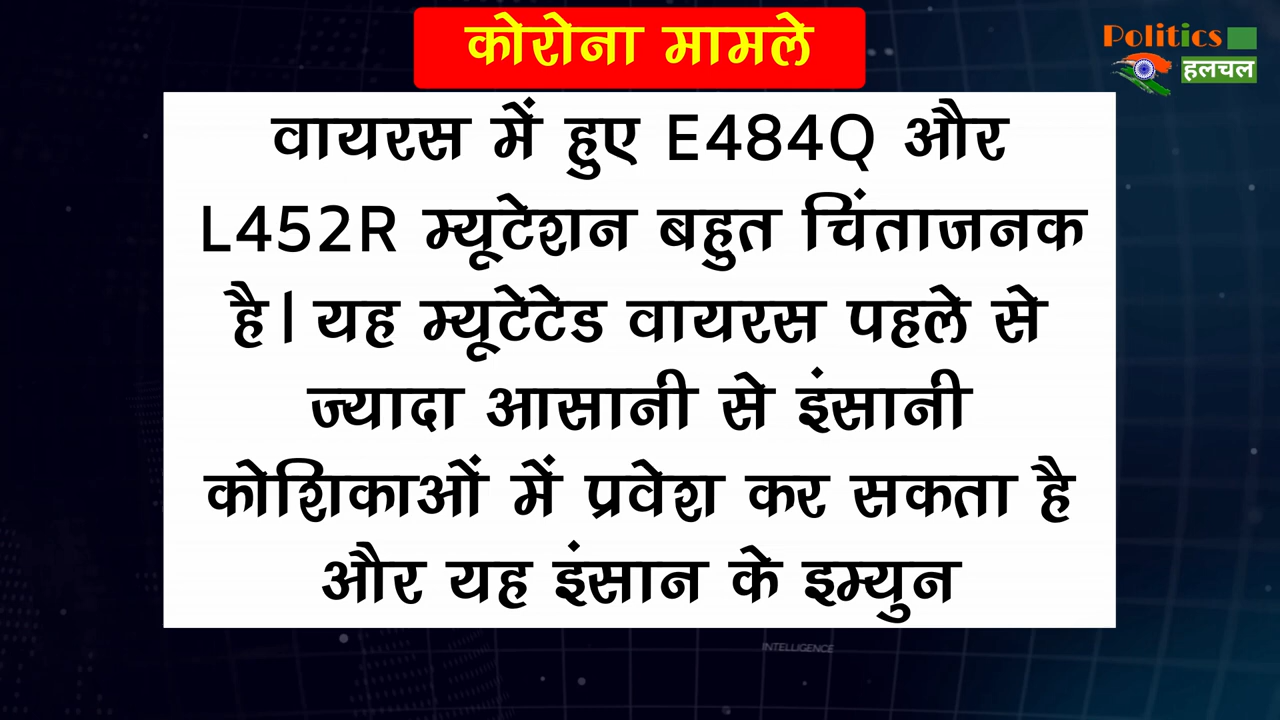 कोरोना मामले
Politics
हलचल
वायरस में हुए E484Q और
L452R म्यूटेशन बहुत चिंताजनक
है। यह म्यूटेटेड वायरस पहले से
ज्यादा आसानी से इंसानी
कोशिकाओं में प्रवेश कर सकता है
और यह इंसान के इम्युन
INTELLIGENCE